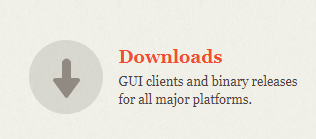 Downloads
GUI clients and binary releases
for all major platforms.